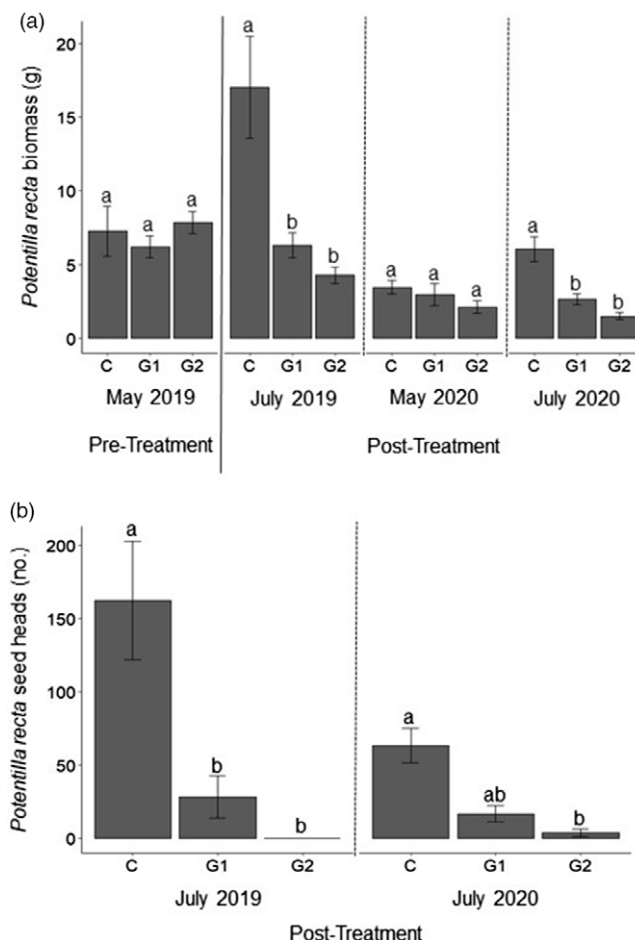 (a)
Potentilla recta biomass (g)
20
15
10
5
0
a a a
a b b
a a a
a b b
C G1 G2 C G1 G2 C G1 G2 C G1 G2
May 2019 July 2019 May 2020 July 2020
Pre-Treatment Post-Treatment
(b)
Potentilla recta seed heads (no.)
200
150
100
50
0
a b b
a ab b
C G1 G2 C G1 G2
July 2019 July 2020
Post-Treatment